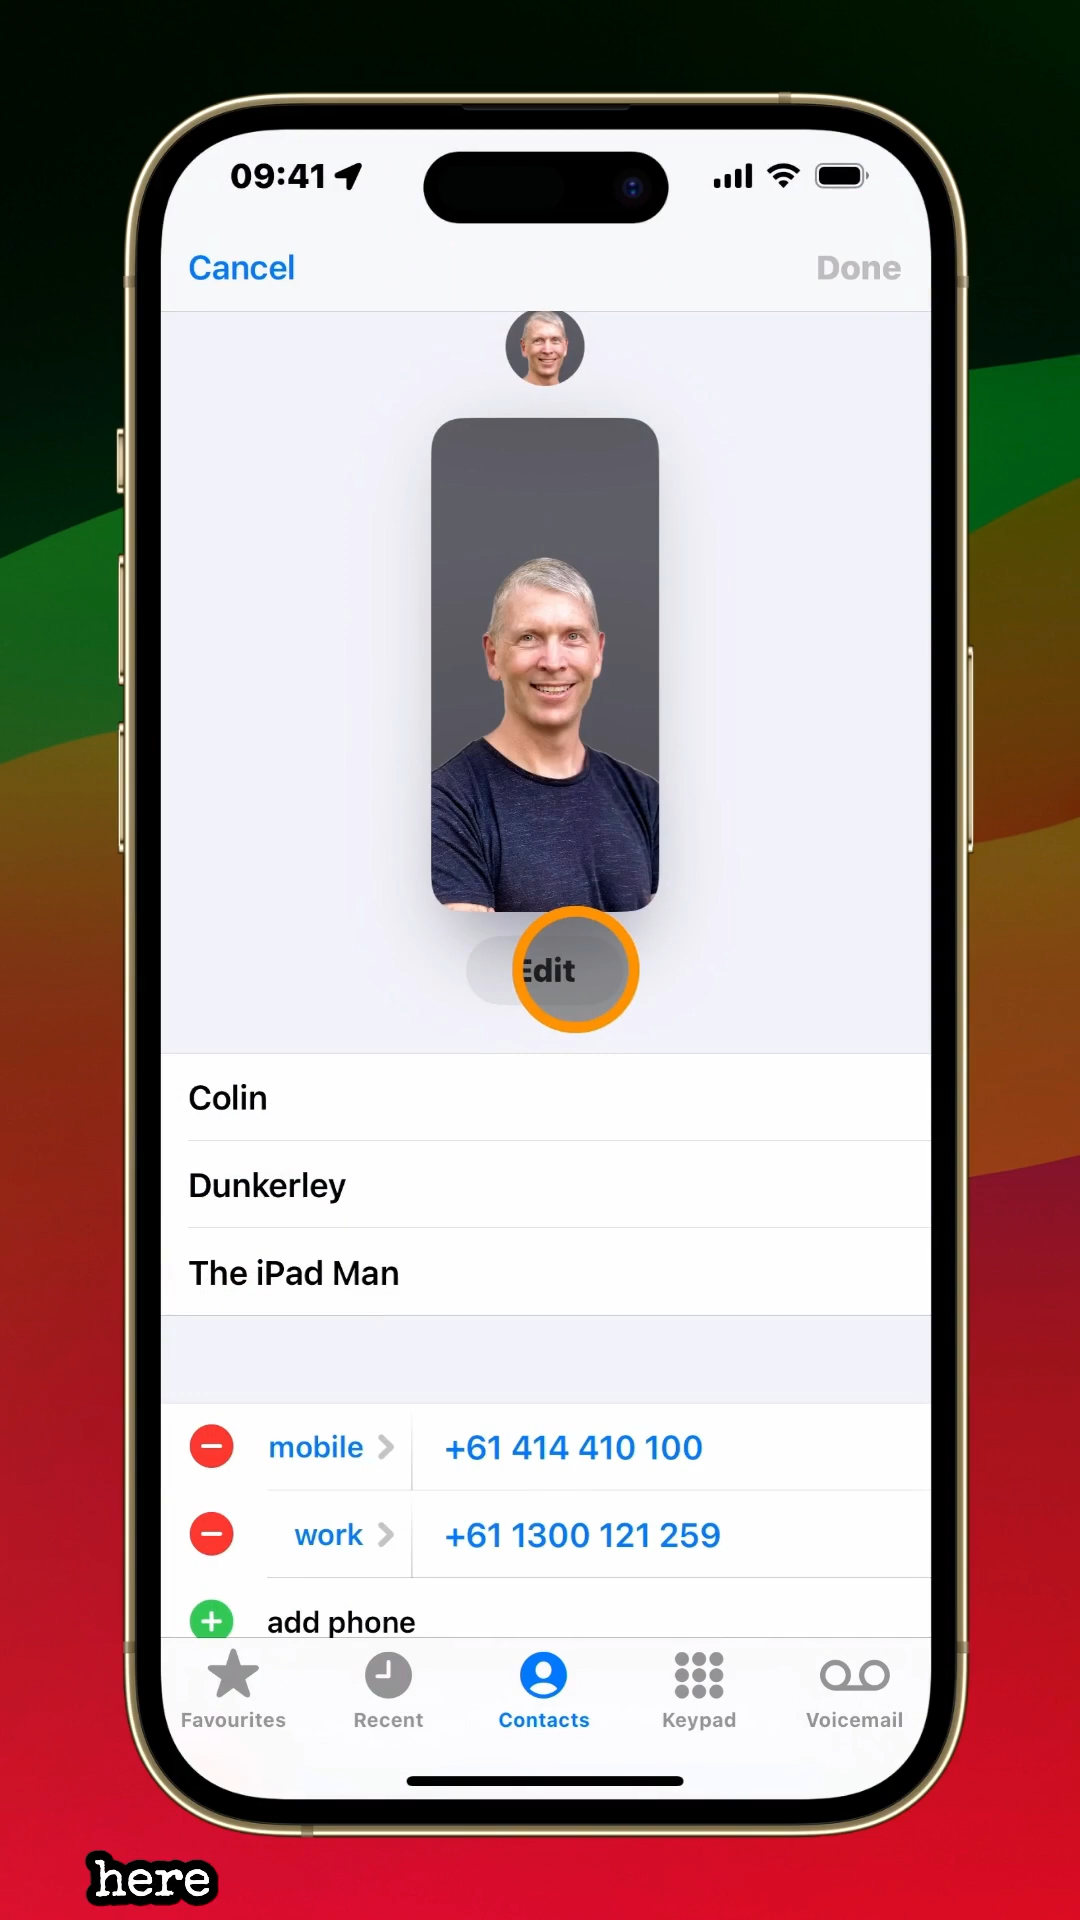 09:41
Cancel Done
Edit
Colin
Dunkerley
The iPad Man
mobile +61 414 410 100
work +61 1300 121 259
add phone
Favourites Recent Contacts Keypad Voicemail
here